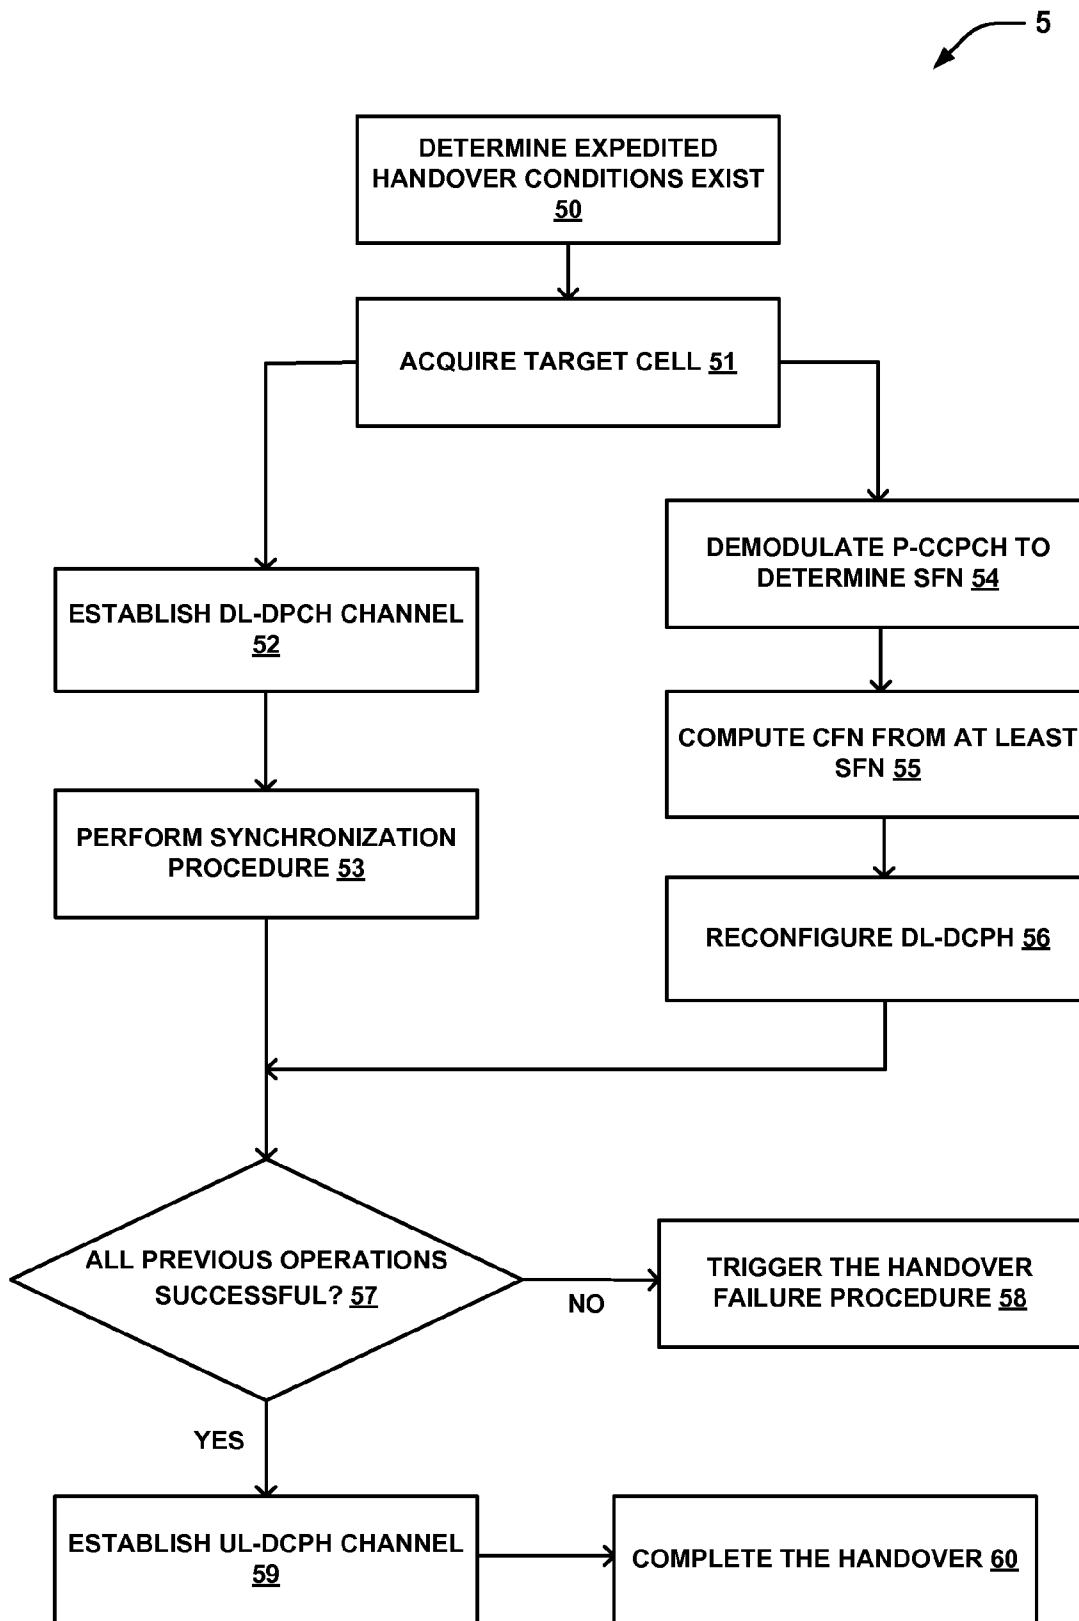 5
DETERMINE EXPEDITED
HANDOVER CONDITIONS EXIST
50
ACQUIRE TARGET CELL 51
ESTABLISH DL-DPCH CHANNEL
52
PERFORM SYNCHRONIZATION
PROCEDURE 53
DEMODULATE P-CCPCH TO
DETERMINE SFN 54
COMPUTE CFN FROM AT LEAST
SFN 55
RECONFIGURE DL-DCPH 56
ALL PREVIOUS OPERATIONS
SUCCESSFUL? 57
NO
TRIGGER THE HANDOVER
FAILURE PROCEDURE 58
YES
ESTABLISH UL-DCPH CHANNEL
59
COMPLETE THE HANDOVER 60